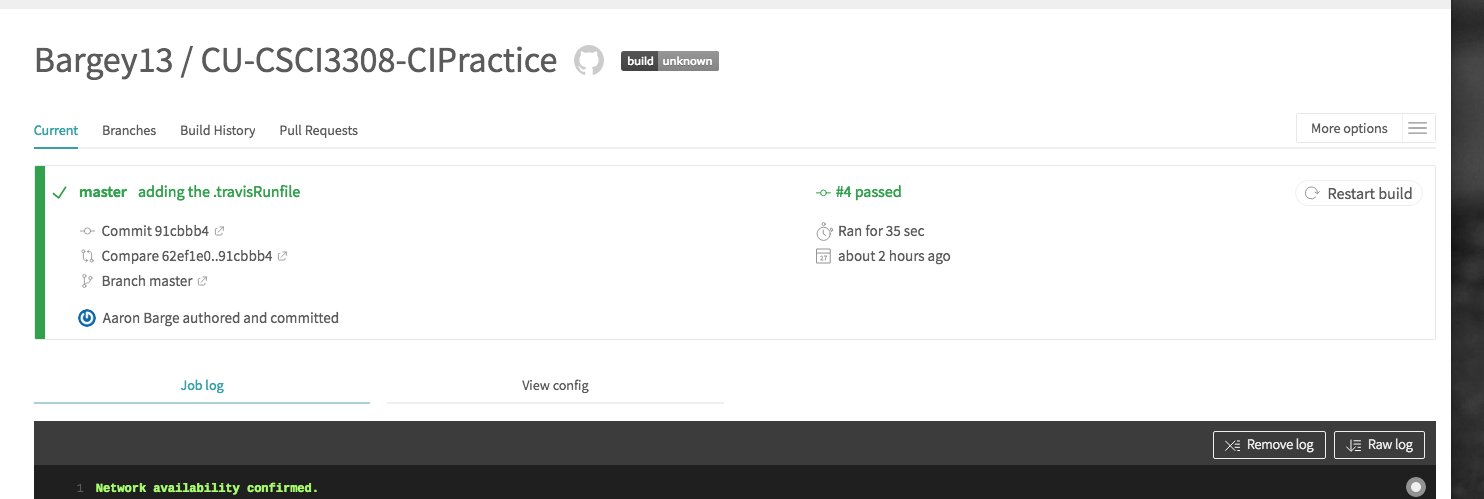 Bargey13 / CU-CSCI3308-CIPractice build unknown
Current Branches Build History Pull Requests More options
master adding the .travisRunfile #4 passed Restart build
Commit 91cbbb4 Ran for 35 sec
Compare 62ef1e0..91cbbb4 27 about 2 hours ago
Branch master
Aaron Barge authored and committed
Job log View config
Remove log Raw log
1 Network availability confirmed.